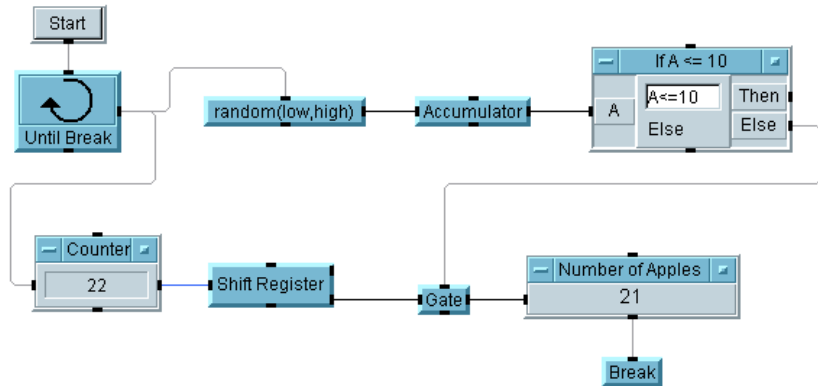 Start
Until Break
random(low,high)
Accumulator
If A <= 10
A
A<=10
Else
Then
Else
Counter
22
Shift Register
Gate
Number of Apples
21
Break